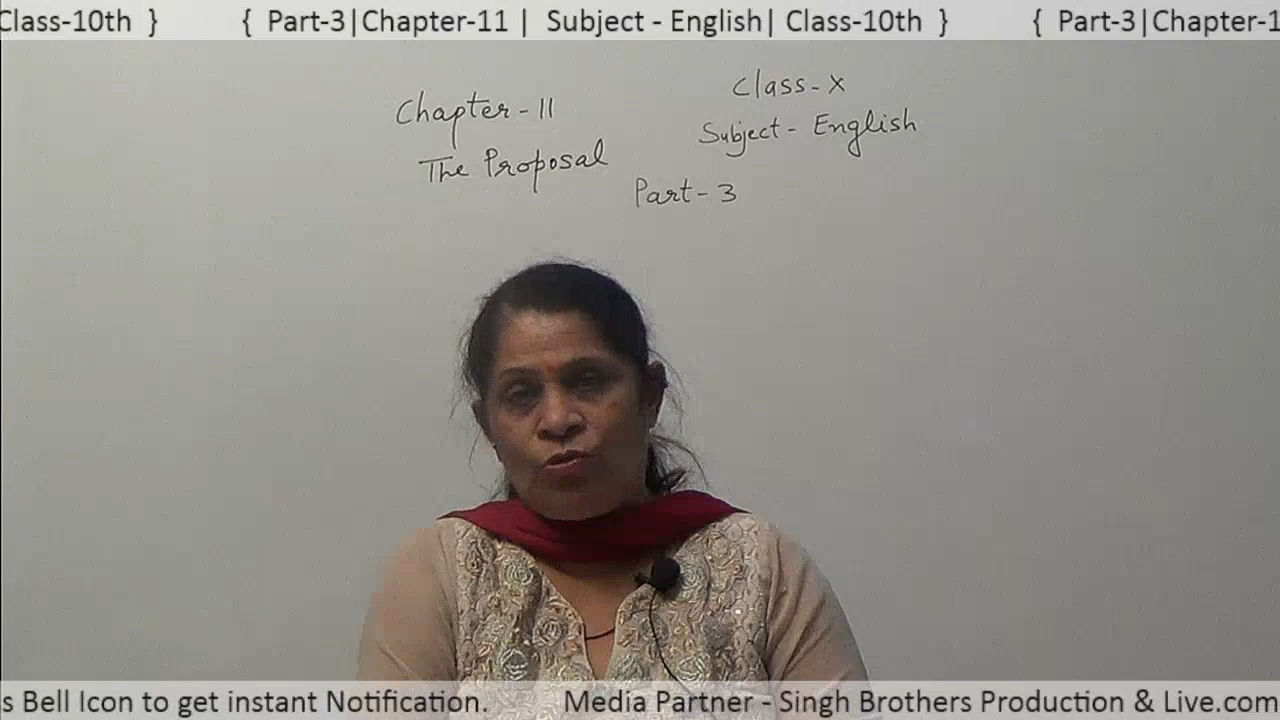 Class-10th } { Part-3|Chapter-11 | Subject - English| Class-10th } { Part-3|Chapter-1
Chapter-11
The Proposal
Class-X
Subject- English
Part-3
s Bell Icon to get instant Notification. Media Partner - Singh Brothers Production & Live.com